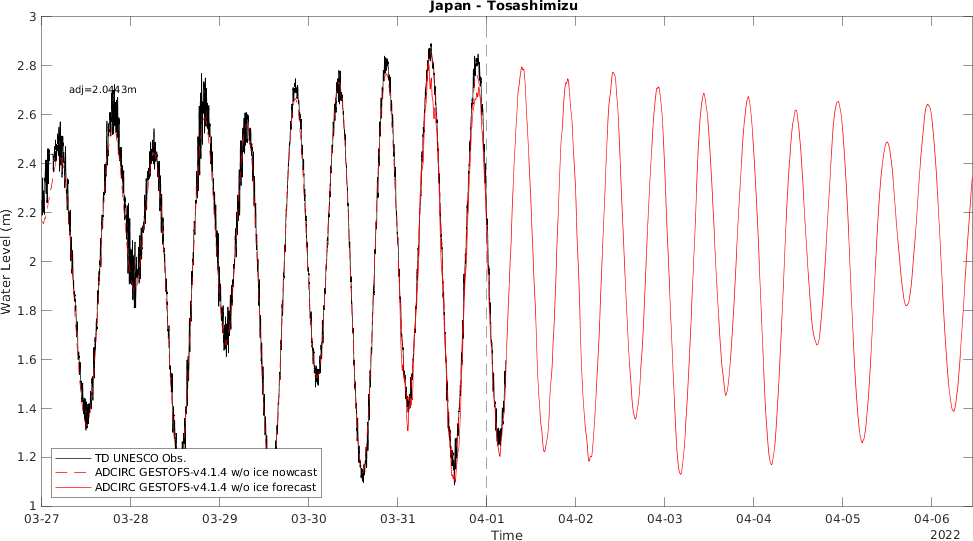 Japan - Tosashimizu
3
2.8
adj=2.0443m
2.6
2.4
2.2
2
1.8
1.6
1.4
1.2
1
Water Level (m)
TD UNESCO Obs.
ADCIRC GESTOFS-v4.1.4 w/o ice nowcast
ADCIRC GESTOFS-v4.1.4 w/o ice forecast
03-27 03-28 03-29 03-30 03-31 04-01 04-02 04-03 04-04 04-05 04-06
Time
2022